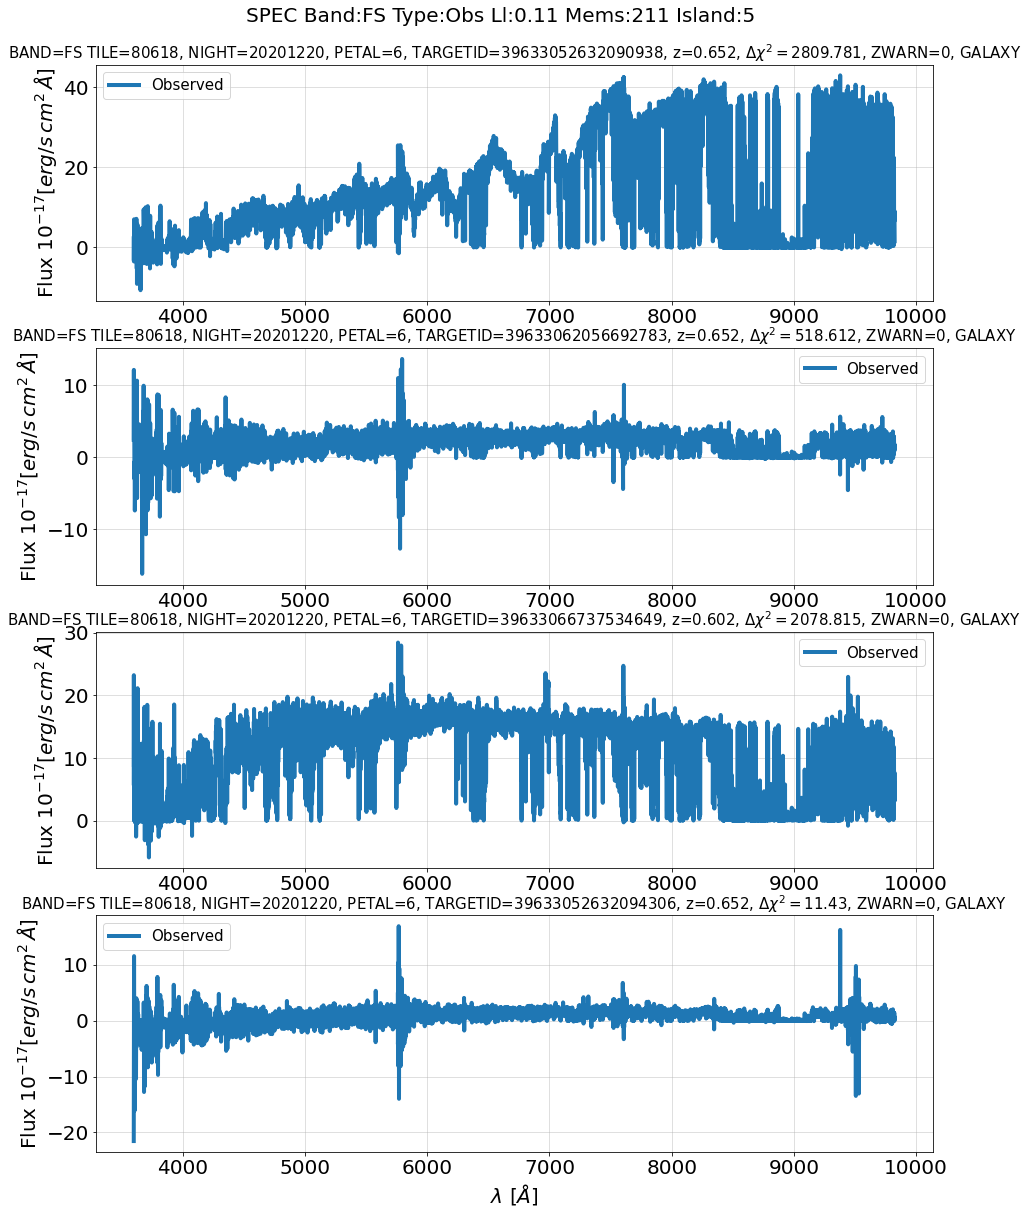 SPEC Band:FS Type:Obs Ll:0.11 Mems:211 Island:5
BAND=FS TILE=80618, NIGHT=20201220, PETAL=6, TARGETID=39633052632090938, z=0.652, Δχ² = 2809.781, ZWARN=0, GALAXY
Observed
Flux 10⁻¹⁷[erg/s cm² Å]
40
20
0
4000 5000 6000 7000 8000 9000 10000
BAND=FS TILE=80618, NIGHT=20201220, PETAL=6, TARGETID=39633062056692783, z=0.652, Δχ² = 518.612, ZWARN=0, GALAXY
Observed
Flux 10⁻¹⁷[erg/s cm² Å]
10
0
−10
4000 5000 6000 7000 8000 9000 10000
BAND=FS TILE=80618, NIGHT=20201220, PETAL=6, TARGETID=39633066737534649, z=0.602, Δχ² = 2078.815, ZWARN=0, GALAXY
Observed
Flux 10⁻¹⁷[erg/s cm² Å]
30
20
10
0
4000 5000 6000 7000 8000 9000 10000
BAND=FS TILE=80618, NIGHT=20201220, PETAL=6, TARGETID=39633052632094306, z=0.652, Δχ² = 11.43, ZWARN=0, GALAXY
Observed
Flux 10⁻¹⁷[erg/s cm² Å]
10
0
−10
−20
4000 5000 6000 7000 8000 9000 10000
λ [Å]